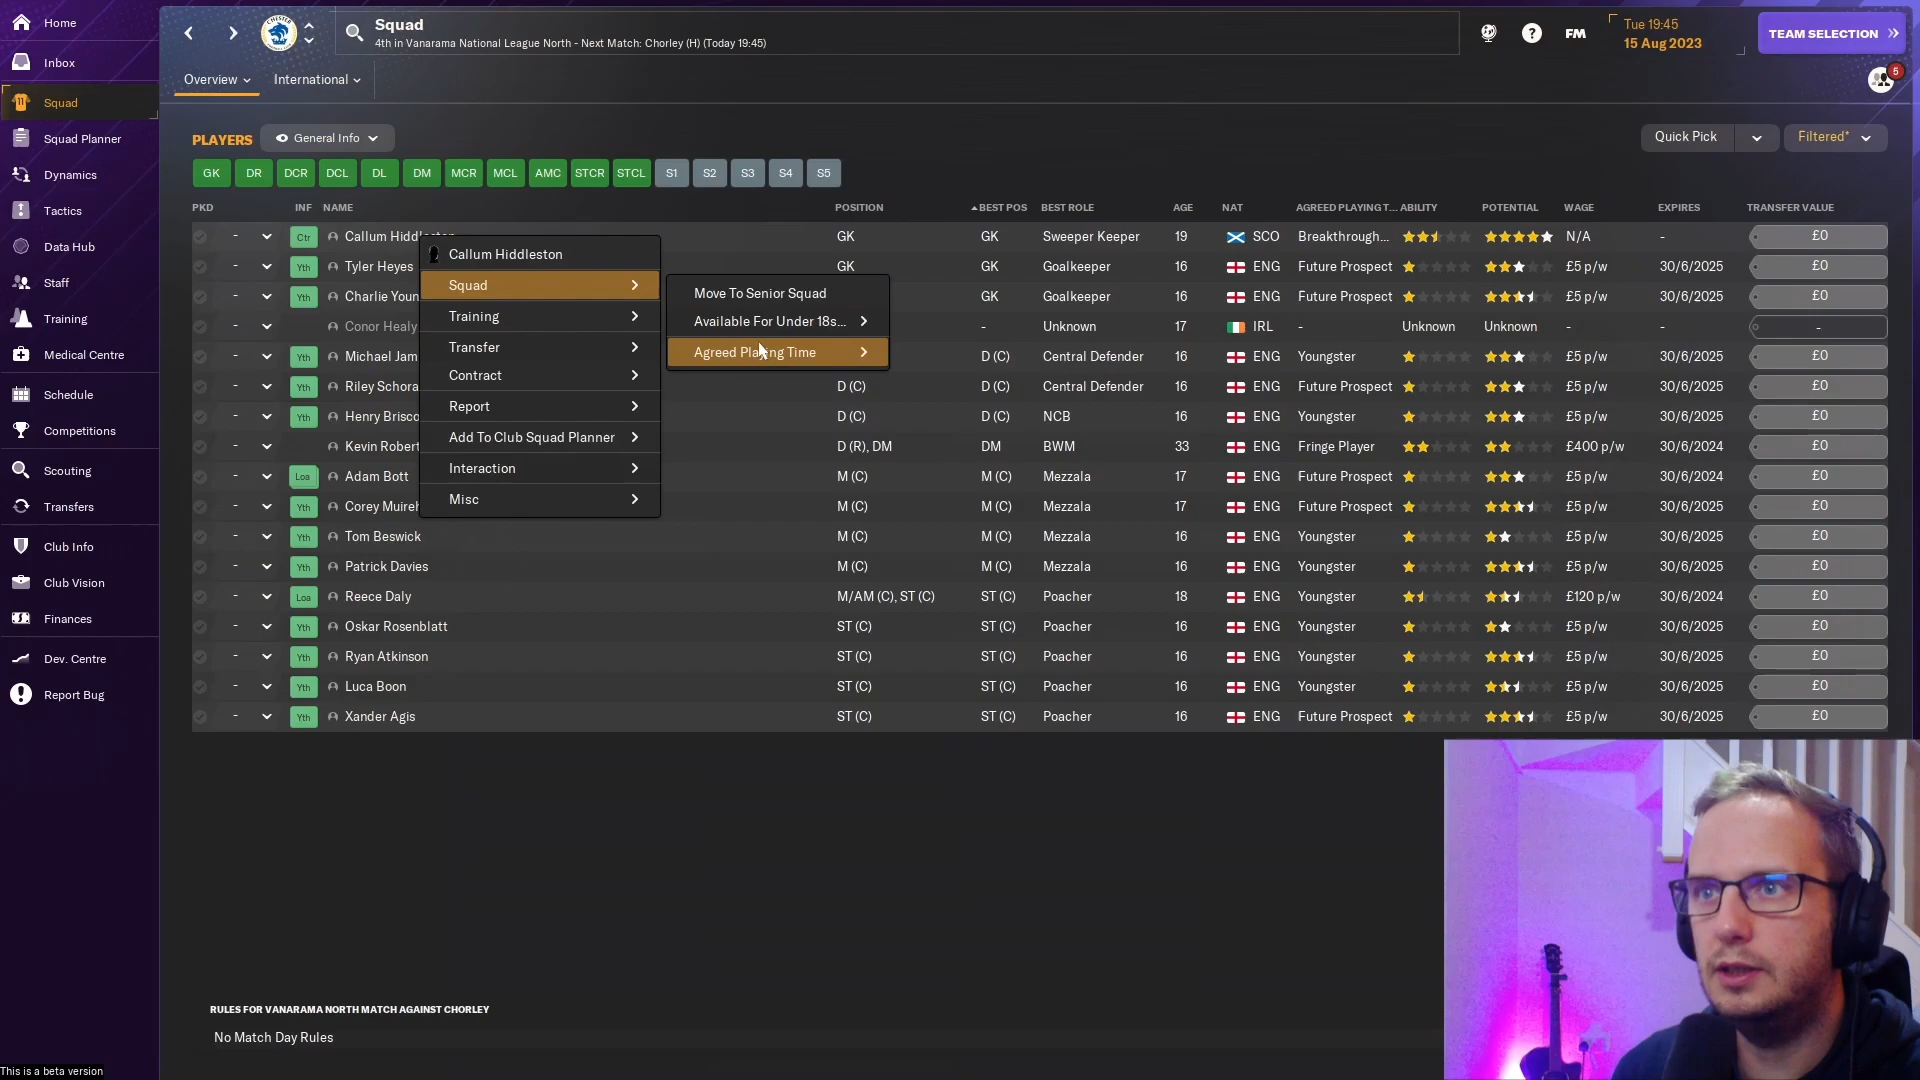 Home
Inbox
Squad
Squad Planner
Dynamics
Tactics
Data Hub
Staff
Training
Medical Centre
Schedule
Competitions
Scouting
Transfers
Club Info
Club Vision
Finances
Dev. Centre
Report Bug
This is a beta version
CHESTER
Squad
4th in Vanarama National League North - Next Match: Chorley (H) (Today 19:45)
FM
Tue 19:45
15 Aug 2023
TEAM SELECTION
5
Overview International
PLAYERS General Info Quick Pick Filtered*
GK DR DCR DCL DL DM MCR MCL AMC STCR STCL S1 S2 S3 S4 S5
PKD INF NAME POSITION BEST POS BEST ROLE AGE NAT AGREED PLAYING T... ABILITY POTENTIAL WAGE EXPIRES TRANSFER VALUE
- Ctr Callum GK GK Sweeper Keeper 19 SCO Breakthrough... N/A - £0
- Yth Tyler Heyes GK GK Goalkeeper 16 ENG Future Prospect £5 p/w 30/6/2025 £0
- Yth Charlie Youn GK Goalkeeper 16 ENG Future Prospect £5 p/w 30/6/2025 £0
Conor Healy - Unknown 17 IRL - Unknown Unknown - - -
- Yth Michael Jam D (C) Central Defender 16 ENG Youngster £5 p/w 30/6/2025 £0
- Yth Riley Schora D (C) D (C) Central Defender 16 ENG Future Prospect £5 p/w 30/6/2025 £0
- Yth Henry Brisco D (C) D (C) NCB 16 ENG Youngster £5 p/w 30/6/2025 £0
- Kevin Robert D (R), DM DM BWM 33 ENG Fringe Player £400 p/w 30/6/2024 £0
- Loa Adam Bott M (C) M (C) Mezzala 17 ENG Future Prospect £5 p/w 30/6/2024 £0
- Yth Corey Muirel M (C) M (C) Mezzala 17 ENG Future Prospect £5 p/w 30/6/2025 £0
- Yth Tom Beswick M (C) M (C) Mezzala 16 ENG Youngster £5 p/w 30/6/2025 £0
- Yth Patrick Davies M (C) M (C) Mezzala 16 ENG Youngster £5 p/w 30/6/2025 £0
- Loa Reece Daly M/AM (C), ST (C) ST (C) Poacher 18 ENG Youngster £120 p/w 30/6/2024 £0
- Yth Oskar Rosenblatt ST (C) ST (C) Poacher 16 ENG Youngster £5 p/w 30/6/2025 £0
- Yth Ryan Atkinson ST (C) ST (C) Poacher 16 ENG Youngster £5 p/w 30/6/2025 £0
- Yth Luca Boon ST (C) ST (C) Poacher 16 ENG Youngster £5 p/w 30/6/2025 £0
- Yth Xander Agis ST (C) ST (C) Poacher 16 ENG Future Prospect £5 p/w 30/6/2025 £0
Callum Hiddleston
Squad
Training
Transfer
Contract
Report
Add To Club Squad Planner
Interaction
Misc
Move To Senior Squad
Available For Under 18s...
Agreed Playing Time
RULES FOR VANARAMA NORTH MATCH AGAINST CHORLEY
No Match Day Rules